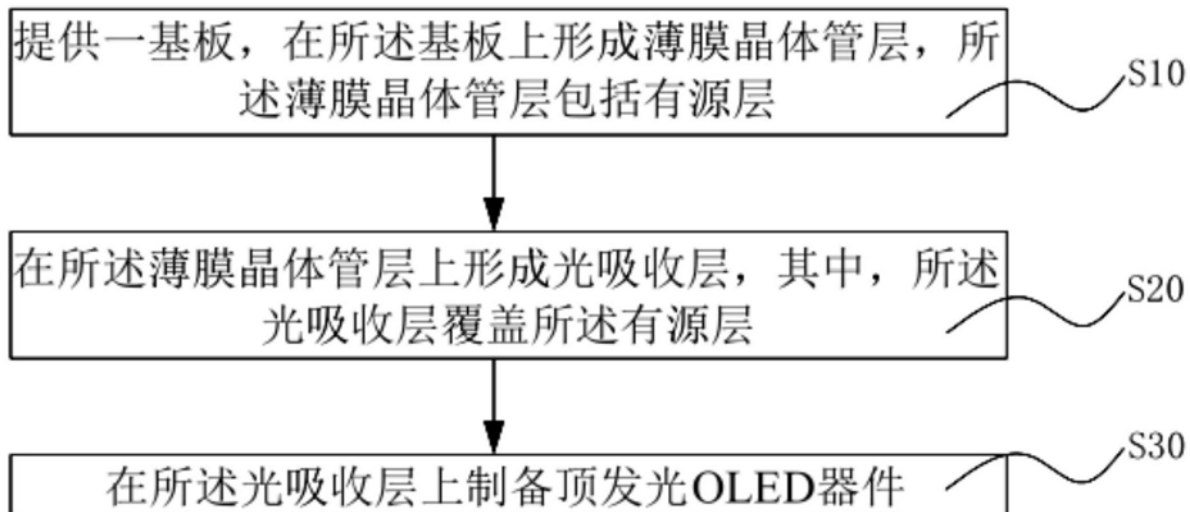 提供一基板，在所述基板上形成薄膜晶体管层，所
述薄膜晶体管层包括有源层
S10
在所述薄膜晶体管层上形成光吸收层，其中，所述
光吸收层覆盖所述有源层
S20
在所述光吸收层上制备顶发光OLED器件
S30